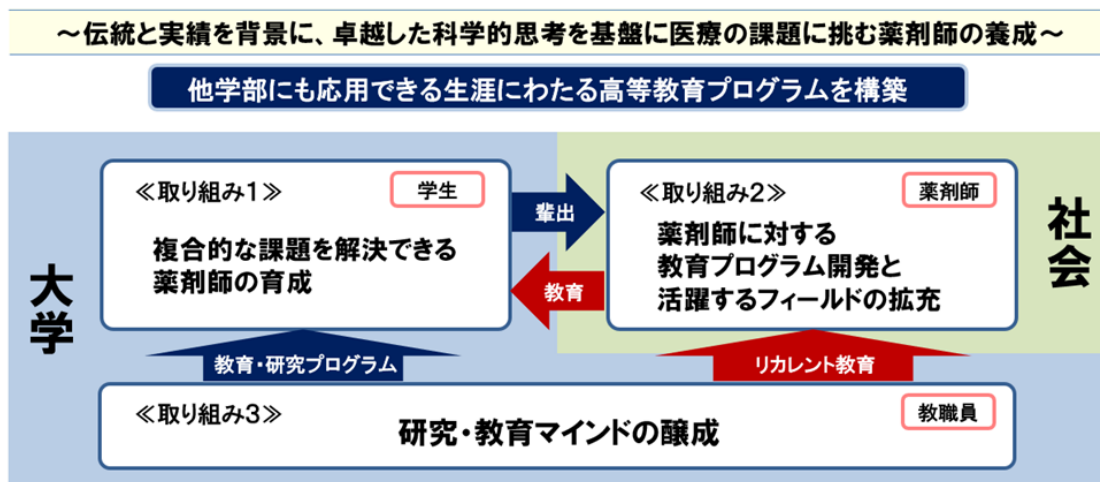 ～伝統と実績を背景に、卓越した科学的思考を基盤に医療の課題に挑む薬剤師の養成～
他学部にも応用できる生涯にわたる高等教育プログラムを構築
大学
社会
≪取り組み1≫
学生
複合的な課題を解決できる
薬剤師の育成
輩出
教育
≪取り組み2≫
薬剤師
薬剤師に対する
教育プログラム開発と
活躍するフィールドの拡充
教育・研究プログラム
リカレント教育
≪取り組み3≫
教職員
研究・教育マインドの醸成